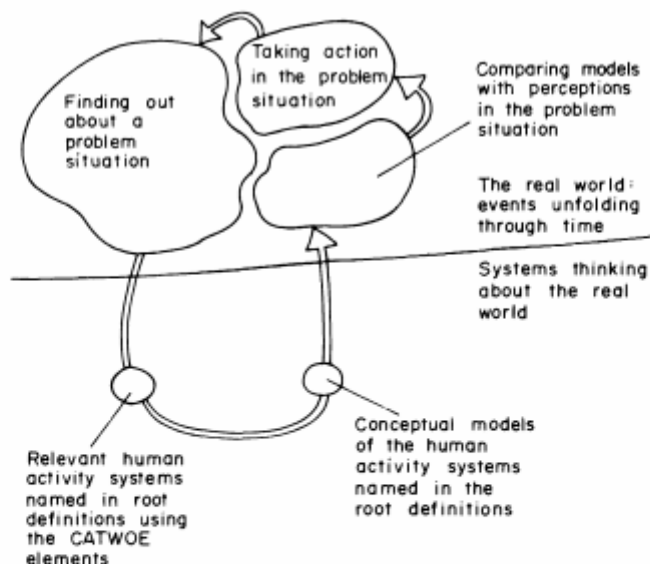 Finding out
about a
problem
situation
Taking action
in the problem
situation
Comparing models
with perceptions
in the problem
situation
The real world:
events unfolding
through time
Systems thinking
about the real
world
Relevant human
activity systems
named in root
definitions using
the CATWOE
elements
Conceptual models
of the human
activity systems
named in the
root definitions